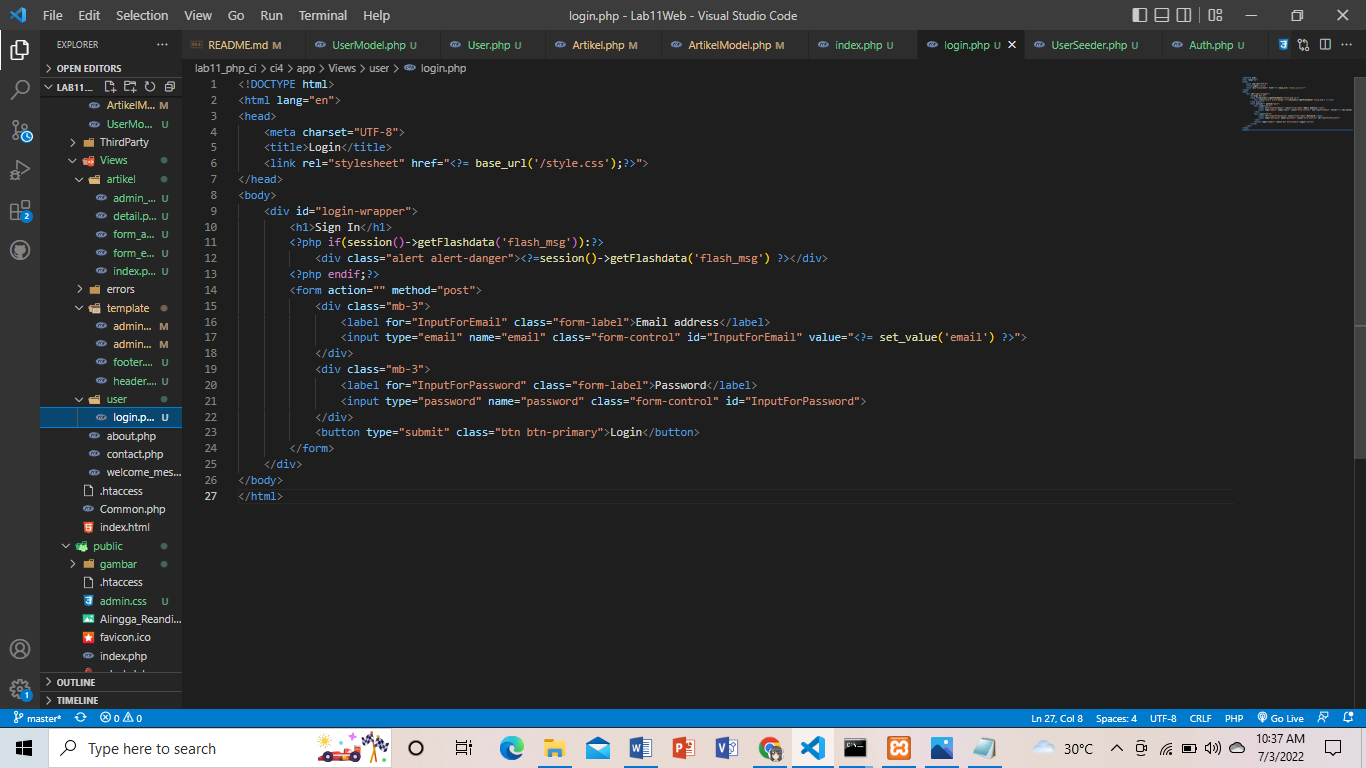 File Edit Selection View Go Run Terminal Help login.php - Lab11Web - Visual Studio Code
EXPLORER ···
README.md M UserModel.php U User.php U Artikel.php M ArtikelModel.php M index.php U login.php U UserSeeder.php U Auth.php U
OPEN EDITORS
LAB11...
lab11_php_ci > ci4 > app > Views > user > login.php
ArtikelM... M
UserMo... U
ThirdParty
Views
artikel
admin_... U
detail.p... U
form_a... U
form_e... U
index.p... U
errors
template
admin... M
admin... M
footer.... U
header.... U
user
login.p... U
about.php
contact.php
welcome_mes...
.htaccess
Common.php
index.html
public
gambar
.htaccess
admin.css U
Alingga_Reandi...
favicon.ico
index.php
OUTLINE
TIMELINE
1 <!DOCTYPE html>
2 <html lang="en">
3 <head>
4 <meta charset="UTF-8">
5 <title>Login</title>
6 <link rel="stylesheet" href="<?= base_url('/style.css');?>">
7 </head>
8 <body>
9 <div id="login-wrapper">
10 <h1>Sign In</h1>
11 <?php if(session()->getFlashdata('flash_msg')):?>
12 <div class="alert alert-danger"><?=session()->getFlashdata('flash_msg') ?></div>
13 <?php endif;?>
14 <form action="" method="post">
15 <div class="mb-3">
16 <label for="InputForEmail" class="form-label">Email address</label>
17 <input type="email" name="email" class="form-control" id="InputForEmail" value="<?= set_value('email') ?>">
18 </div>
19 <div class="mb-3">
20 <label for="InputForPassword" class="form-label">Password</label>
21 <input type="password" name="password" class="form-control" id="InputForPassword">
22 </div>
23 <button type="submit" class="btn btn-primary">Login</button>
24 </form>
25 </div>
26 </body>
27 </html>
2
1
master* 0 0 Ln 27, Col 8 Spaces: 4 UTF-8 CRLF PHP Go Live
Type here to search
30°C
10:37 AM
7/3/2022